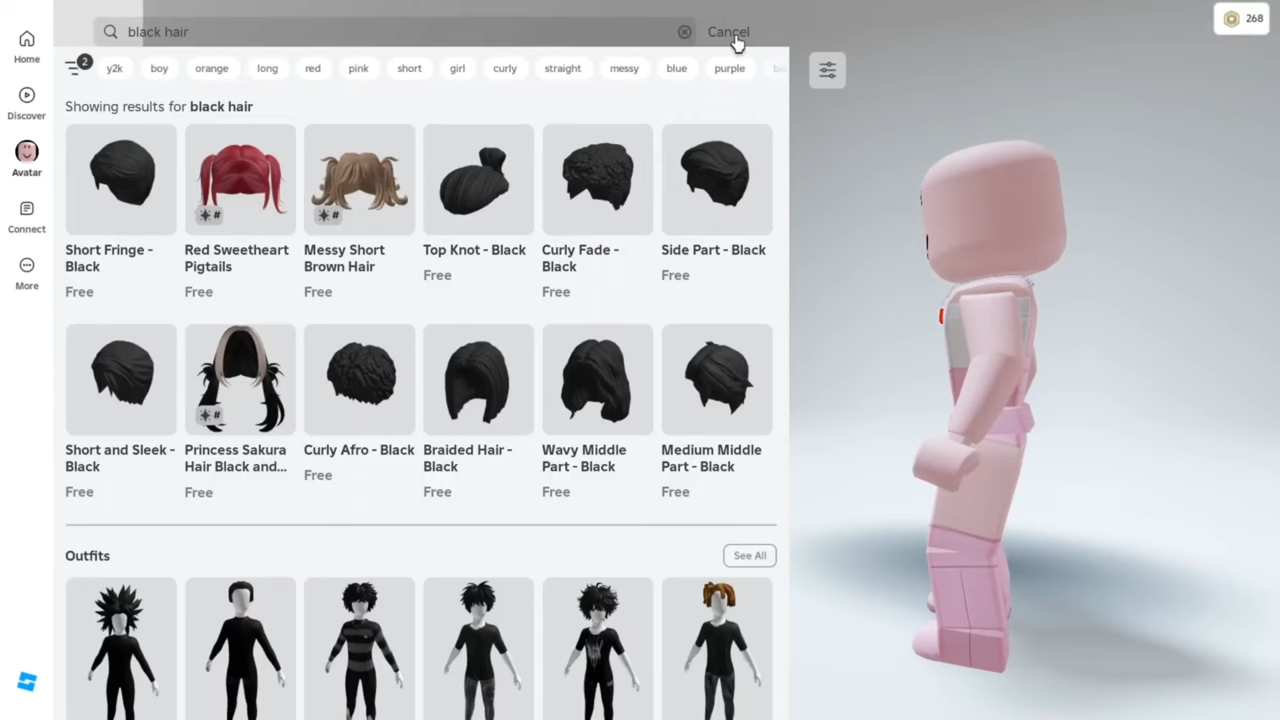 black hair
Cancel
268
Home
Discover
Avatar
Connect
More
2
y2k
boy
orange
long
red
pink
short
girl
curly
straight
messy
blue
purple
Showing results for black hair
#
#
Short Fringe -
Black
Free
Red Sweetheart
Pigtails
Free
Messy Short
Brown Hair
Free
Top Knot - Black
Free
Curly Fade -
Black
Free
Side Part - Black
Free
#
Short and Sleek -
Black
Free
Princess Sakura
Hair Black and...
Free
Curly Afro - Black
Free
Braided Hair -
Black
Free
Wavy Middle
Part - Black
Free
Medium Middle
Part - Black
Free
Outfits
See All